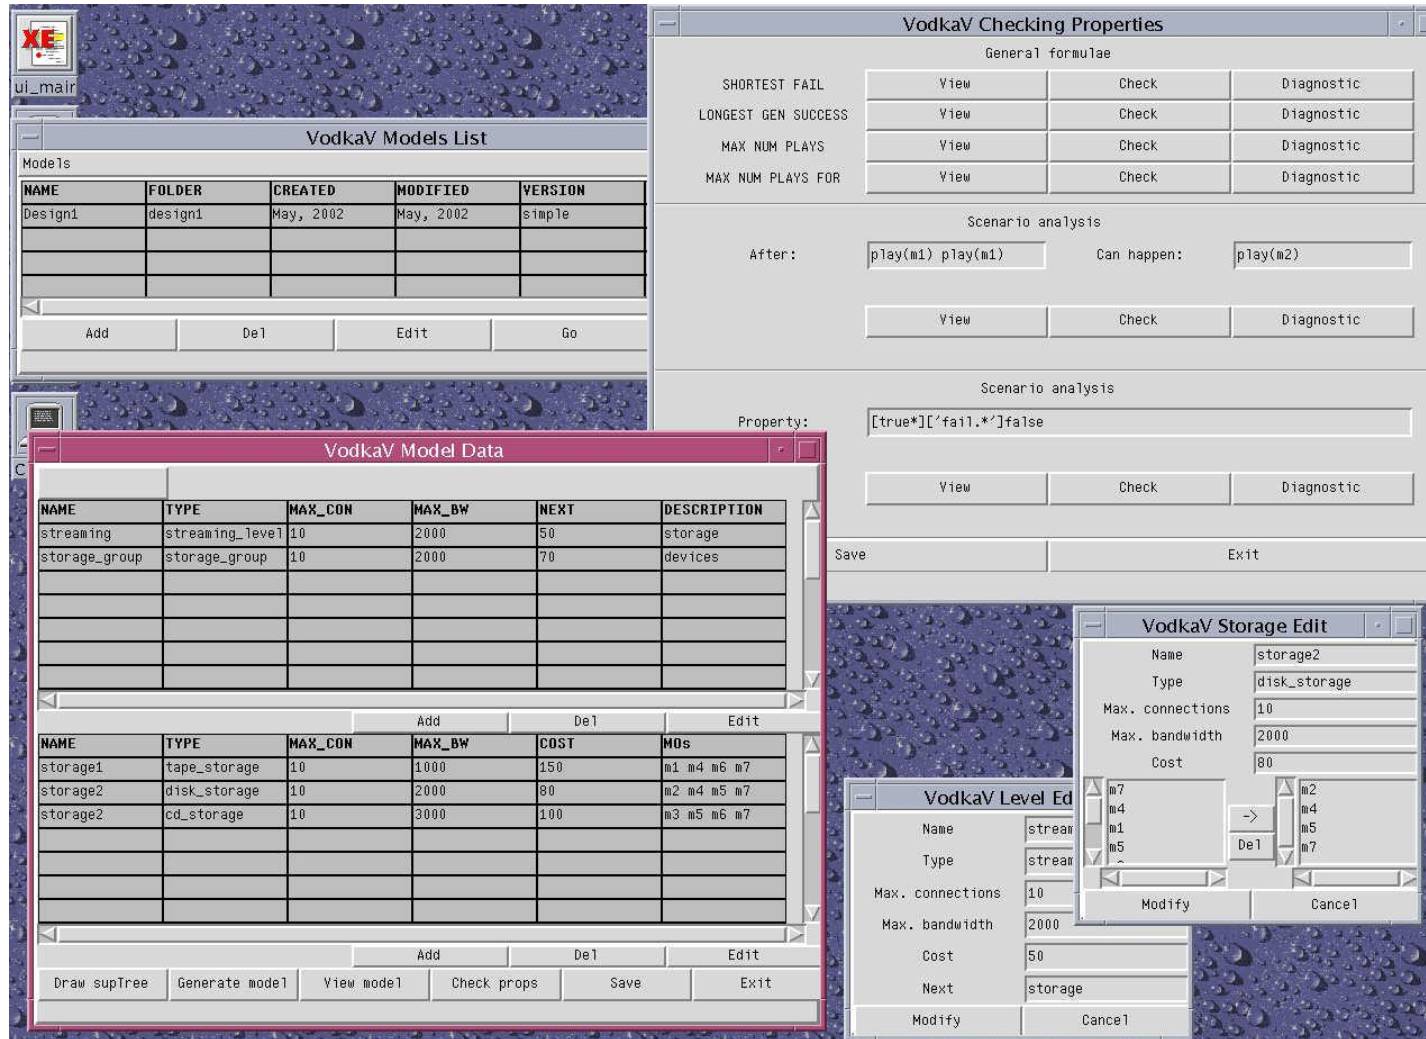 XE
ui_mair
VodkaV Models List
Models
NAME FOLDER CREATED MODIFIED VERSION
Design1 design1 May, 2002 May, 2002 simple
Add Del Edit Go
VodkaV Checking Properties
General formulae
SHORTEST FAIL View Check Diagnostic
LONGEST GEN SUCCESS View Check Diagnostic
MAX NUM PLAYS View Check Diagnostic
MAX NUM PLAYS FOR View Check Diagnostic
Scenario analysis
After: play(m1) play(m1) Can happen: play(m2)
View Check Diagnostic
Scenario analysis
Property: [true*]['fail.*']false
View Check Diagnostic
Save Exit
C
VodkaV Model Data
NAME TYPE MAX_CON MAX_BW NEXT DESCRIPTION
streaming streaming_level 10 2000 50 storage
storage_group storage_group 10 2000 70 devices
Add Del Edit
NAME TYPE MAX_CON MAX_BW COST MOs
storage1 tape_storage 10 1000 150 m1 m4 m6 m7
storage2 disk_storage 10 2000 80 m2 m4 m5 m7
storage2 cd_storage 10 3000 100 m3 m5 m6 m7
Add Del Edit
Draw supTree Generate model View model Check props Save Exit
VodkaV Storage Edit
Name storage2
Type disk_storage
Max. connections 10
Max. bandwidth 2000
Cost 80
m7 m2
m4 -> m4
m1 m5
m5 Del m7
Modify Cancel
VodkaV Level Ed
Name stream
Type stream
Max. connections 10
Max. bandwidth 2000
Cost 50
Next storage
Modify Cancel